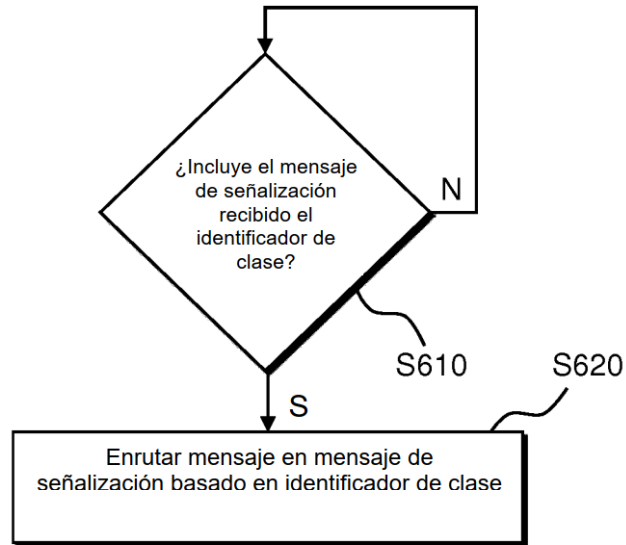 ¿Incluye el mensaje
de señalización
recibido el
identificador de
clase?
N
S610
S620
S
Enrutar mensaje en mensaje de
señalización basado en identificador de clase